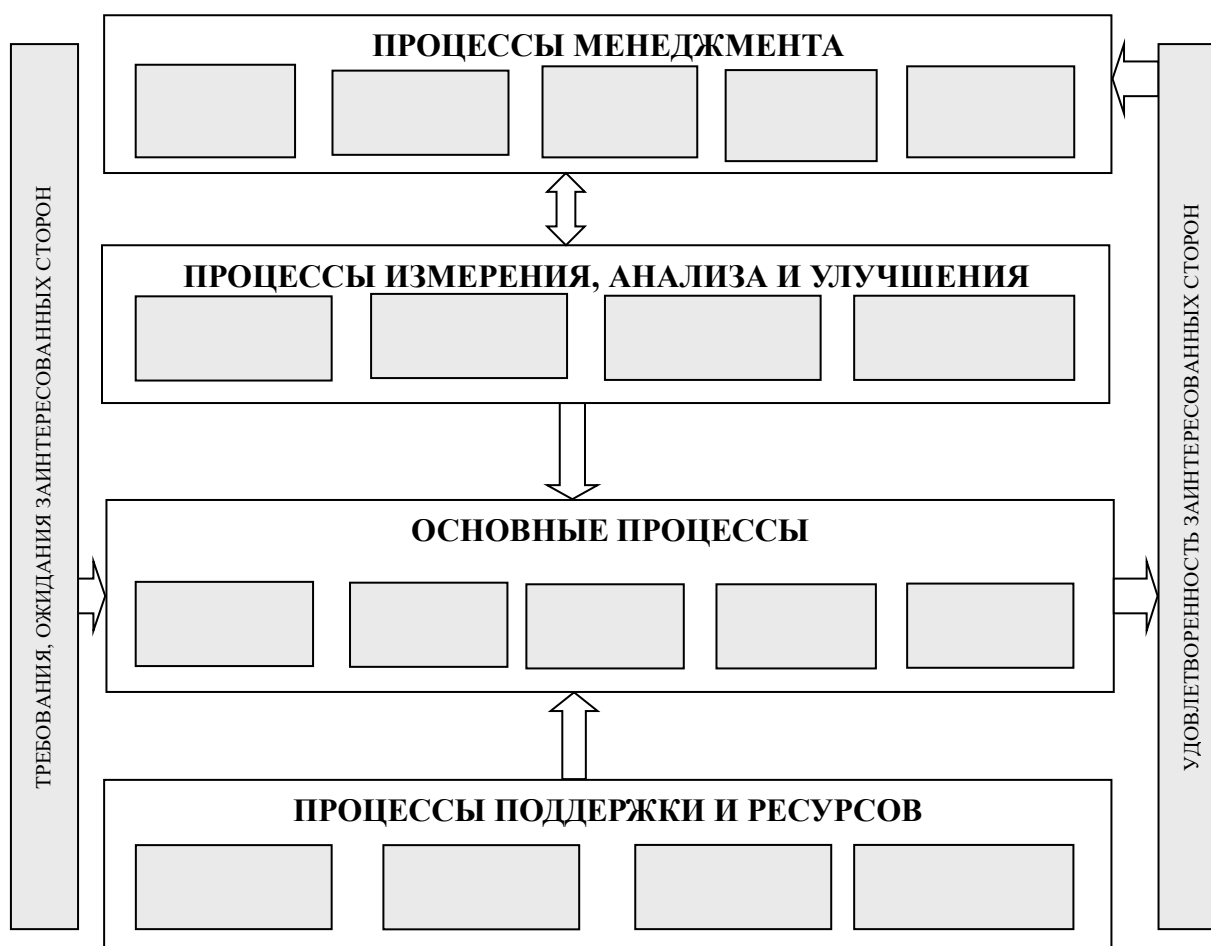 ПРОЦЕССЫ МЕНЕДЖМЕНТА
ТРЕБОВАНИЯ, ОЖИДАНИЯ ЗАИНТЕРЕСОВАННЫХ СТОРОН
УДОВЛЕТВОРЕННОСТЬ ЗАИНТЕРЕСОВАННЫХ СТОРОН
ПРОЦЕССЫ ИЗМЕРЕНИЯ, АНАЛИЗА И УЛУЧШЕНИЯ
ОСНОВНЫЕ ПРОЦЕССЫ
ПРОЦЕССЫ ПОДДЕРЖКИ И РЕСУРСОВ